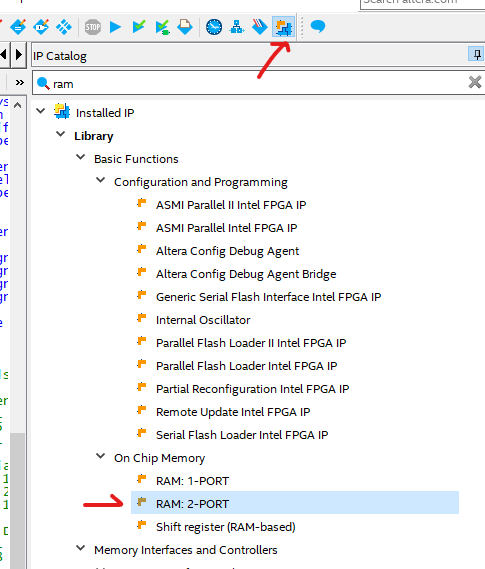 Search altera.com
STOP
IP Catalog
»
ram
Installed IP
Library
Basic Functions
Configuration and Programming
ASMI Parallel II Intel FPGA IP
ASMI Parallel Intel FPGA IP
Altera Config Debug Agent
Altera Config Debug Agent Bridge
Generic Serial Flash Interface Intel FPGA IP
Internal Oscillator
Parallel Flash Loader II Intel FPGA IP
Parallel Flash Loader Intel FPGA IP
Partial Reconfiguration Intel FPGA IP
Remote Update Intel FPGA IP
Serial Flash Loader Intel FPGA IP
On Chip Memory
RAM: 1-PORT
RAM: 2-PORT
Shift register (RAM-based)
Memory Interfaces and Controllers